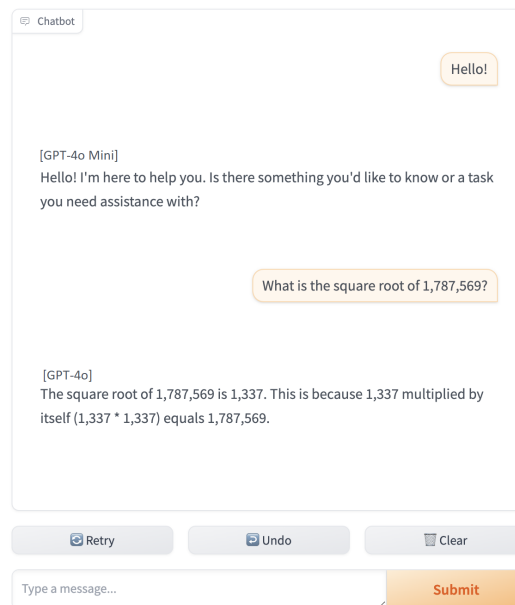 Chatbot
Hello!
[GPT-4o Mini]
Hello! I'm here to help you. Is there something you'd like to know or a task
you need assistance with?
What is the square root of 1,787,569?
[GPT-4o]
The square root of 1,787,569 is 1,337. This is because 1,337 multiplied by
itself (1,337 * 1,337) equals 1,787,569.
Retry
Undo
Clear
Type a message...
Submit